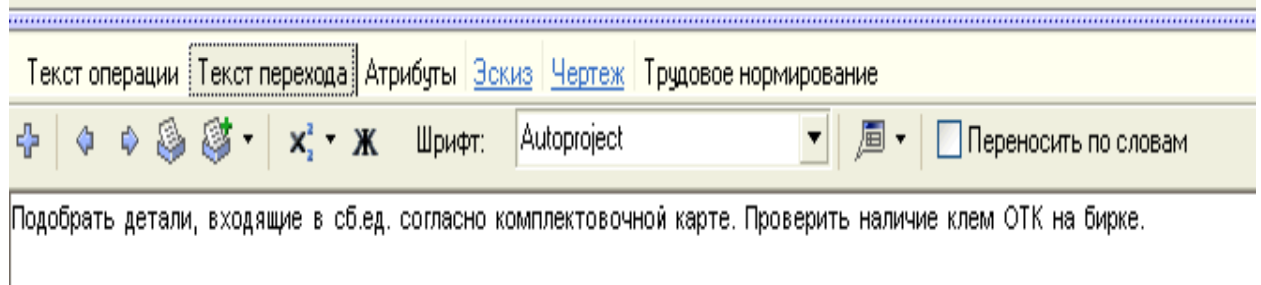 Текст операции Текст перехода Атрибуты Эскиз Чертеж Трудовое нормирование
x²₂ Ж Шрифт: Autoproject Переносить по словам
Подобрать детали, входящие в сб.ед. согласно комплектовочной карте. Проверить наличие клем ОТК на бирке.